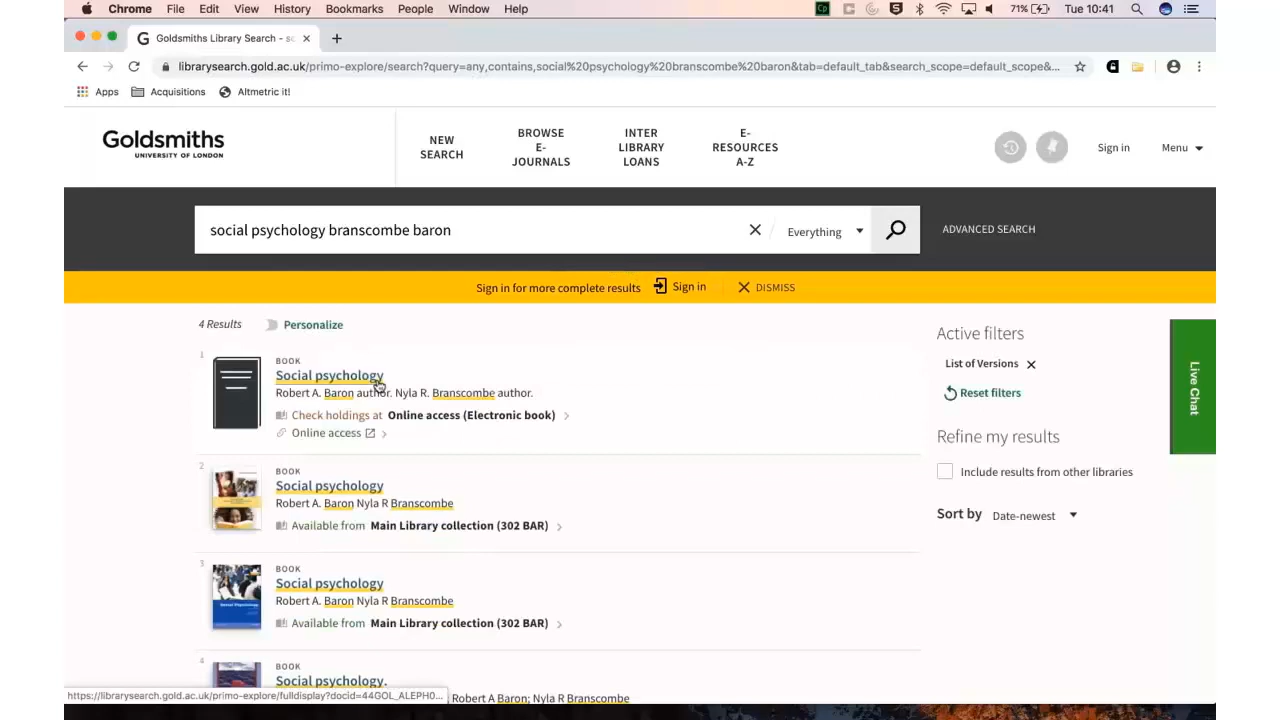 Chrome File Edit View History Bookmarks People Window Help 71% Tue 10:41
Goldsmiths Library Search - sc
librarysearch.gold.ac.uk/primo-explore/search?query=any,contains,social%20psychology%20branscombe%20baron&tab=default_tab&search_scope=default_scope&...
Apps Acquisitions Altmetric it!
Goldsmiths
UNIVERSITY OF LONDON
NEW SEARCH
BROWSE E-JOURNALS
INTER LIBRARY LOANS
E-RESOURCES A-Z
Sign in Menu
social psychology branscombe baron Everything ADVANCED SEARCH
Sign in for more complete results Sign in DISMISS
4 Results Personalize
1
BOOK
Social psychology
Robert A. Baron author. Nyla R. Branscombe author.
Check holdings at Online access (Electronic book)
Online access
2
BOOK
Social psychology
Robert A. Baron Nyla R Branscombe
Available from Main Library collection (302 BAR)
3
BOOK
Social psychology
Robert A. Baron Nyla R Branscombe
Available from Main Library collection (302 BAR)
4
BOOK
Social psychology.
Robert A Baron; Nyla R Branscombe
Active filters
List of Versions
Reset filters
Refine my results
Include results from other libraries
Sort by Date-newest
Live Chat
https://librarysearch.gold.ac.uk/primo-explore/fulldisplay?docid=44GOL_ALEPH0...